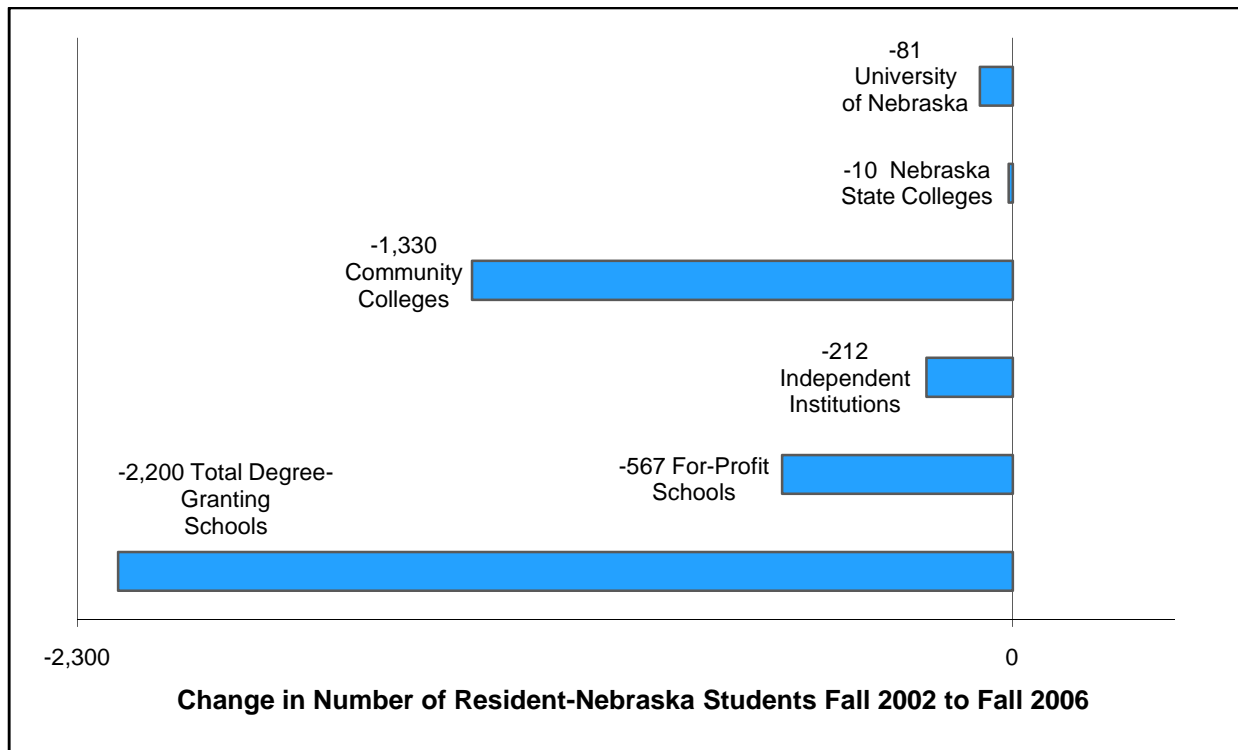 -81
University
of Nebraska
-10  Nebraska
State Colleges
-1,330
Community
Colleges
-212
Independent
Institutions
-567 For-Profit
Schools
-2,200 Total Degree-
Granting
Schools
-2,300
0
Change in Number of Resident-Nebraska Students Fall 2002 to Fall 2006